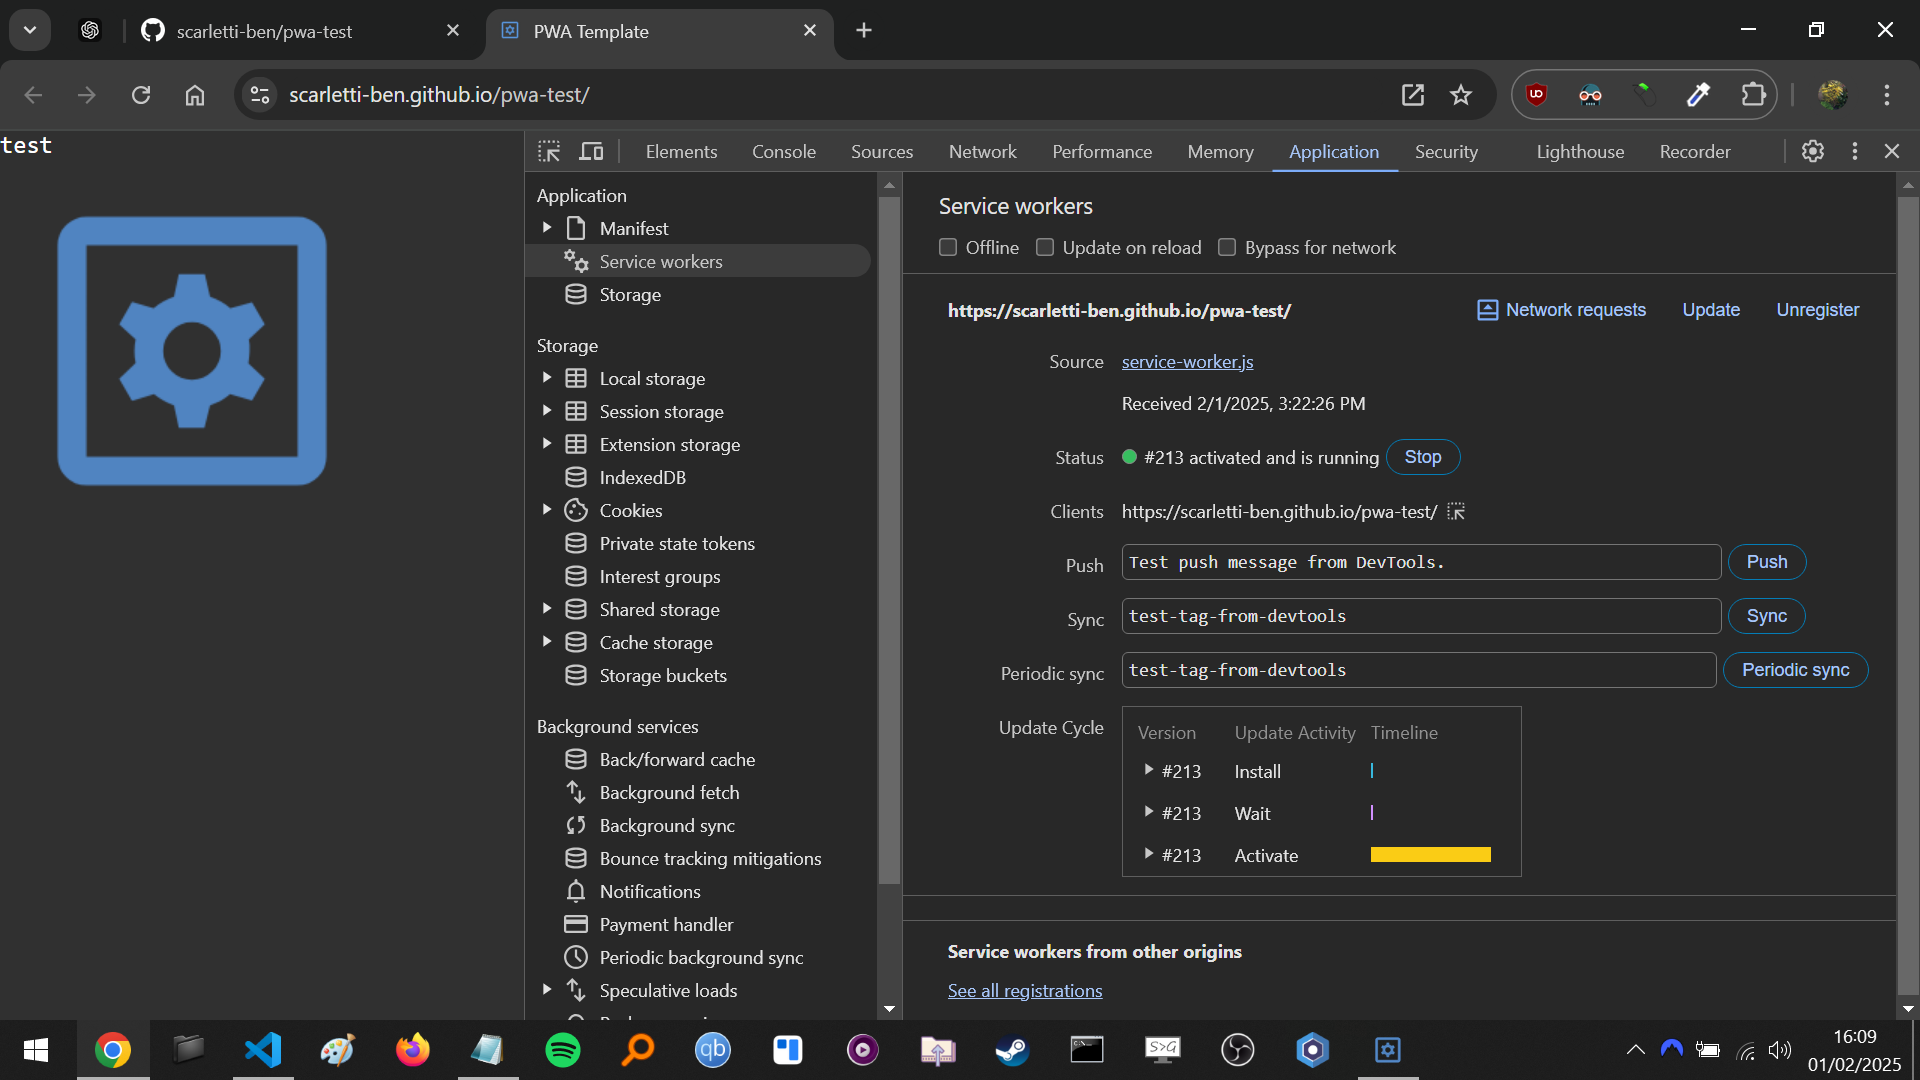 scarletti-ben/pwa-test
PWA Template
scarletti-ben.github.io/pwa-test/
test
Elements
Console
Sources
Network
Performance
Memory
Application
Security
Lighthouse
Recorder
Application
Manifest
Service workers
Storage
Storage
Local storage
Session storage
Extension storage
IndexedDB
Cookies
Private state tokens
Interest groups
Shared storage
Cache storage
Storage buckets
Background services
Back/forward cache
Background fetch
Background sync
Bounce tracking mitigations
Notifications
Payment handler
Periodic background sync
Speculative loads
Service workers
Offline
Update on reload
Bypass for network
https://scarletti-ben.github.io/pwa-test/
Network requests
Update
Unregister
Source
service-worker.js
Received 2/1/2025, 3:22:26 PM
Status
#213 activated and is running
Stop
Clients
https://scarletti-ben.github.io/pwa-test/
Push
Test push message from DevTools.
Push
Sync
test-tag-from-devtools
Sync
Periodic sync
test-tag-from-devtools
Periodic sync
Update Cycle
Version Update Activity Timeline
#213 Install
#213 Wait
#213 Activate
Service workers from other origins
See all registrations
qb
S>G
16:09
01/02/2025